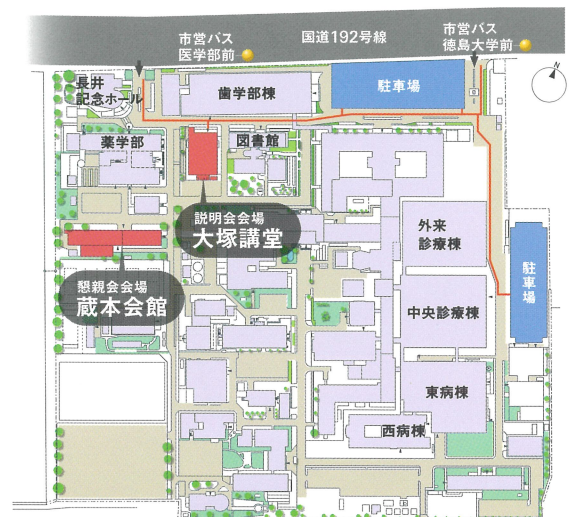 市営バス
医学部前
国道192号線
市営バス
徳島大学前
N
長井
記念ホール
歯学部棟
駐車場
薬学部
図書館
説明会会場
大塚講堂
外来
診療棟
懇親会会場
蔵本会館
駐車場
中央診療棟
東病棟
西病棟